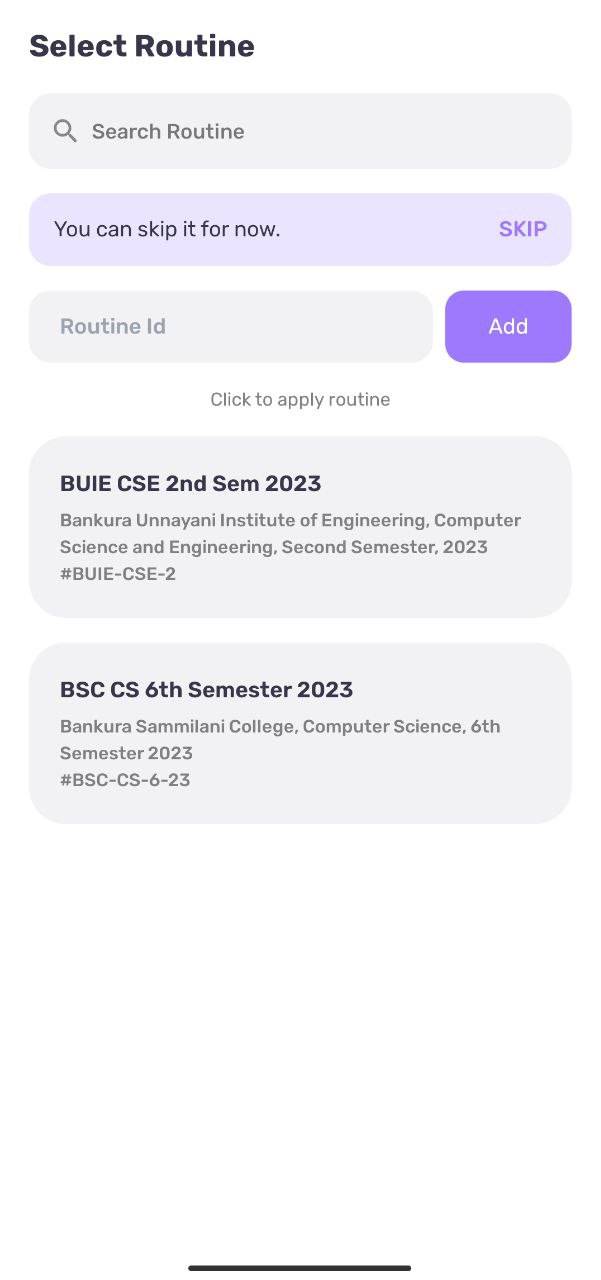 Select Routine
Search Routine
You can skip it for now.
SKIP
Routine Id
Add
Click to apply routine
BUIE CSE 2nd Sem 2023
Bankura Unnayani Institute of Engineering, Computer
Science and Engineering, Second Semester, 2023
#BUIE-CSE-2
BSC CS 6th Semester 2023
Bankura Sammilani College, Computer Science, 6th
Semester 2023
#BSC-CS-6-23